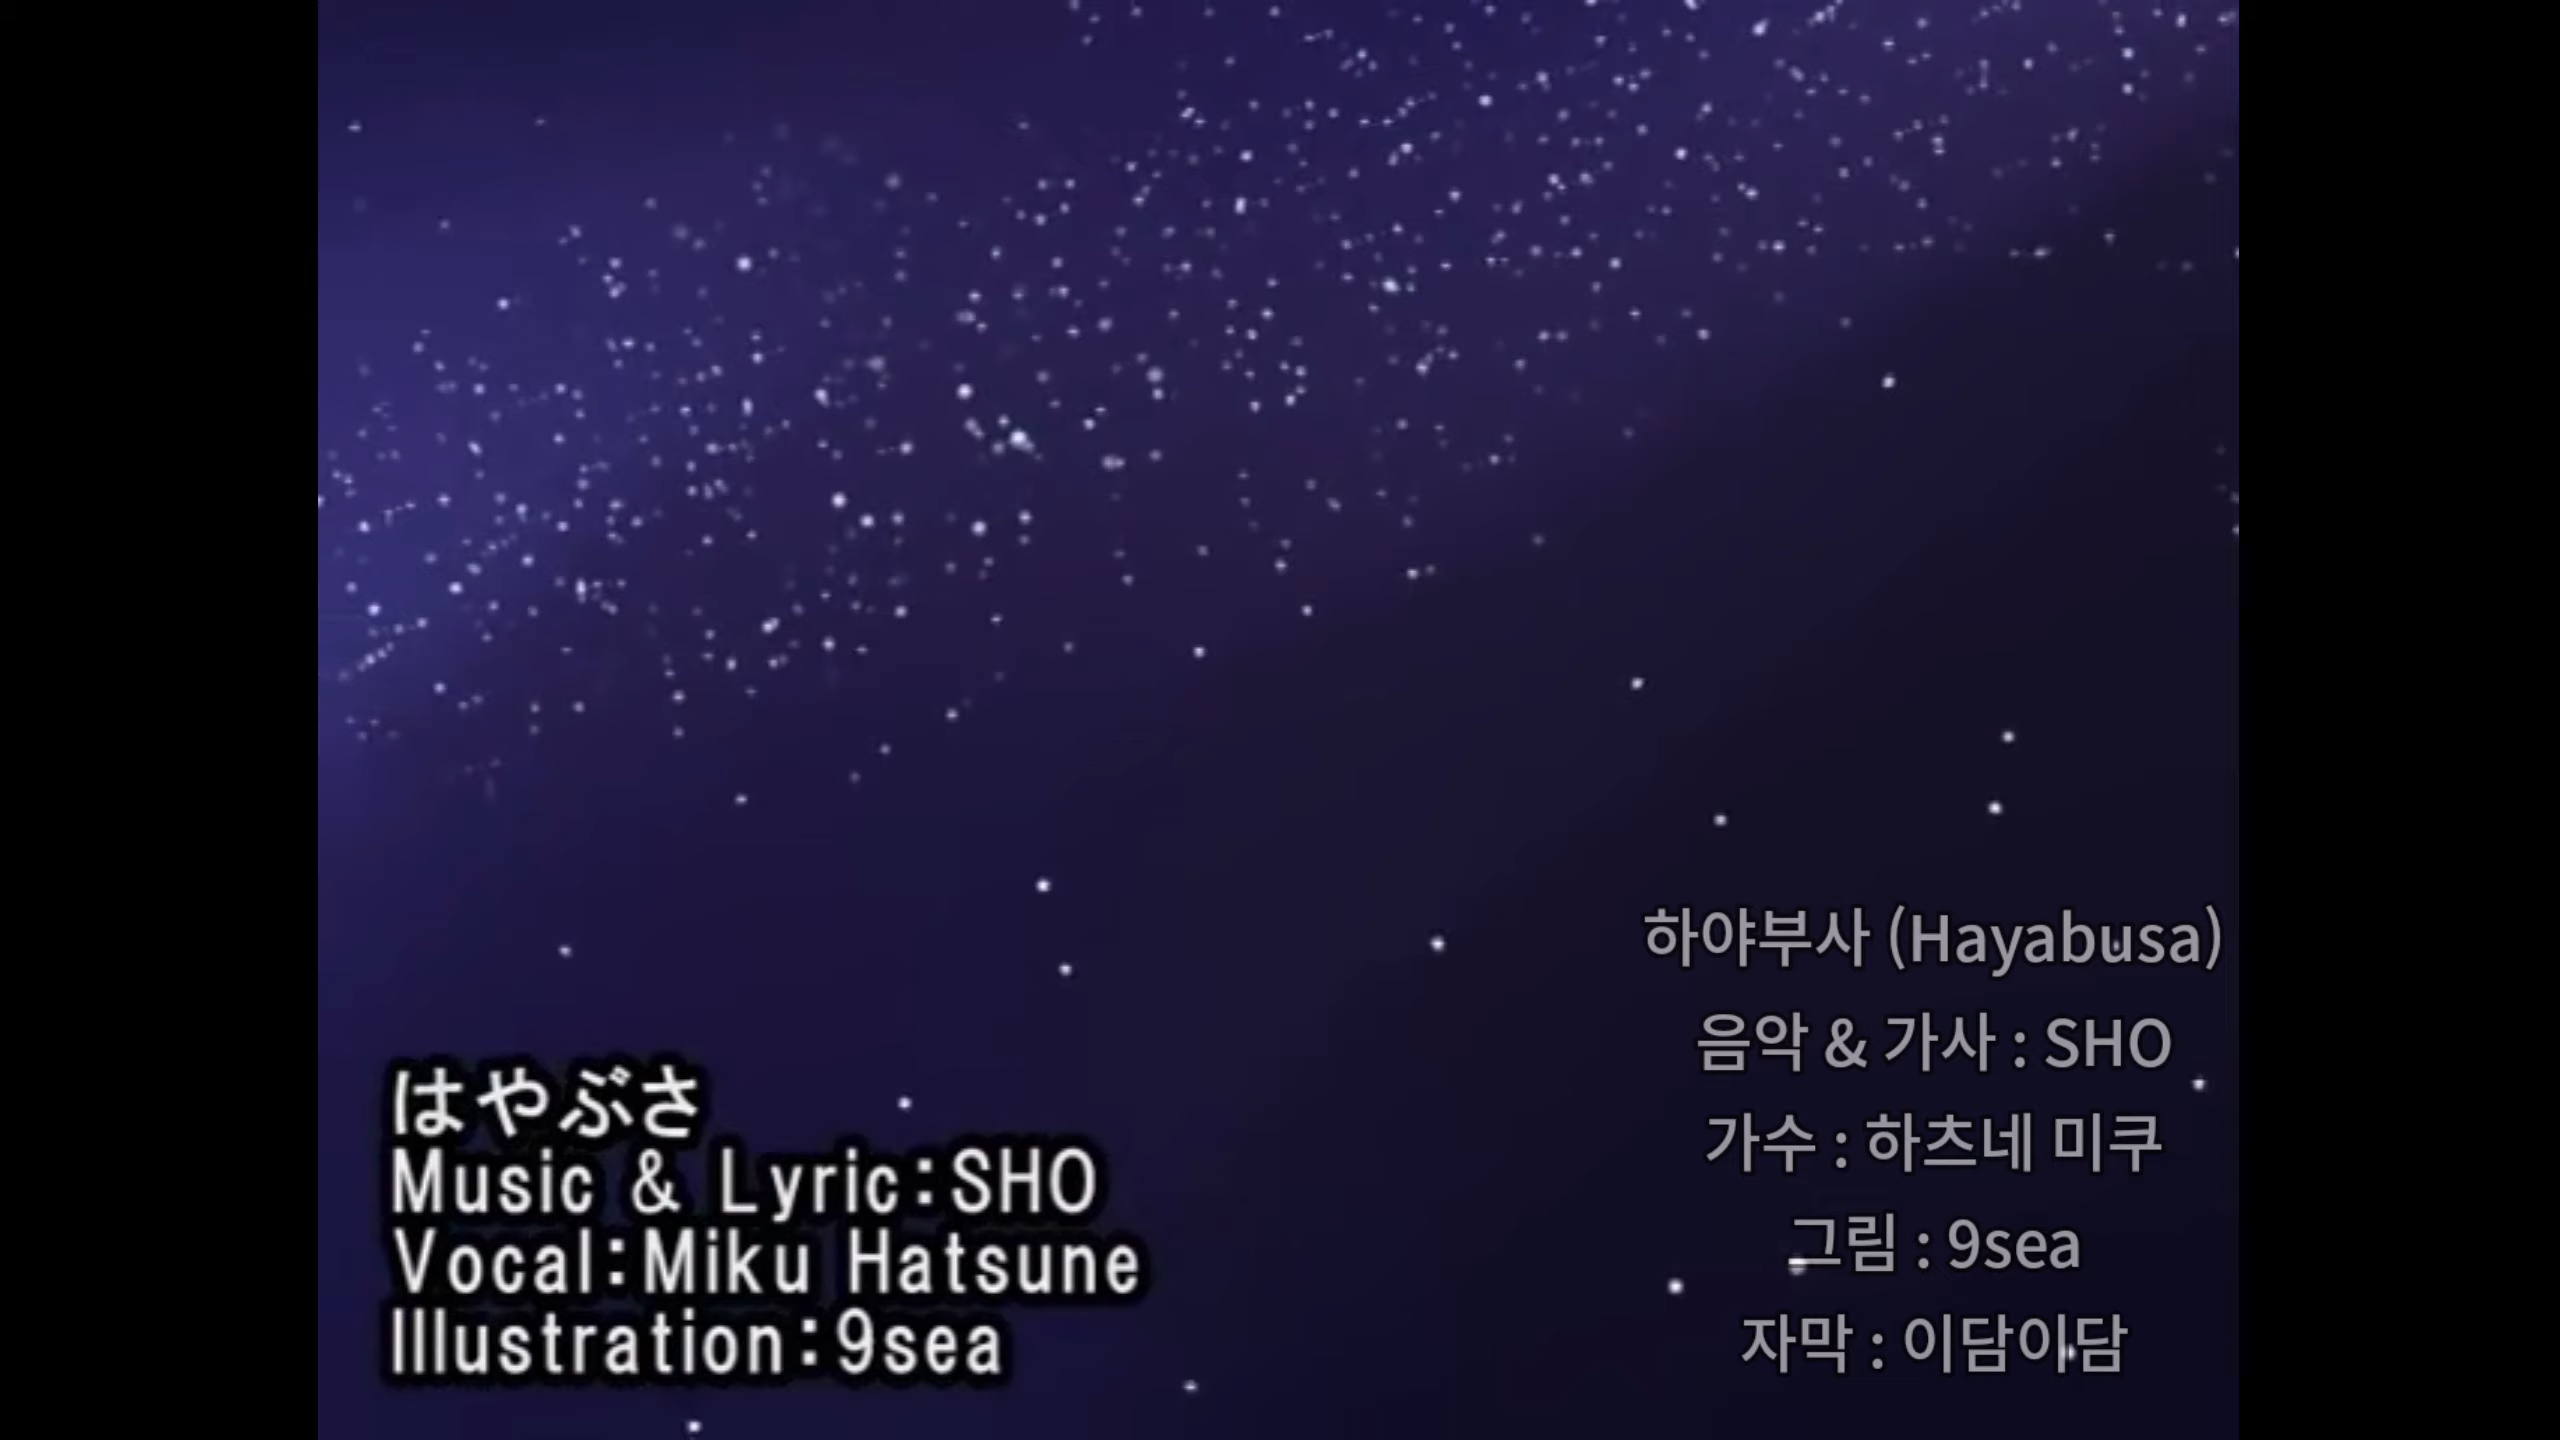 はやぶさ
Music & Lyric:SHO
Vocal:Miku Hatsune
Illustration:9sea
하야부사 (Hayabusa)
음악 & 가사 : SHO
가수 : 하츠네 미쿠
그림 : 9sea
자막 : 이담이담